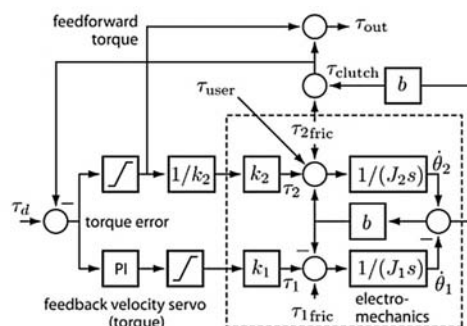 feedforward
torque
τout
τclutch
b
τuser
τ2fric
θ̇2
1/k2
k2
τ2
1/(J2s)
τd
−
torque error
b
−
−
PI
k1
τ1
1/(J1s)
θ̇1
feedback velocity servo
(torque)
τ1fric
electro-
mechanics